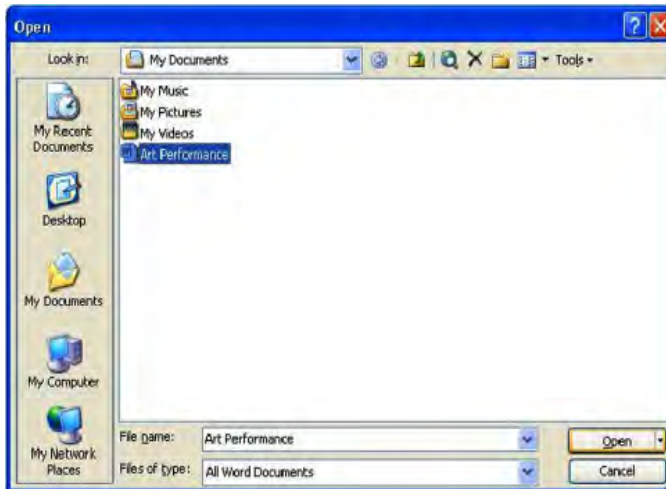 Open
Look in:
My Documents
Tools
My Recent
Documents
Desktop
My Documents
My Computer
My Network
Places
My Music
My Pictures
My Videos
Art Performance
File name:
Art Performance
Open
Files of type:
All Word Documents
Cancel